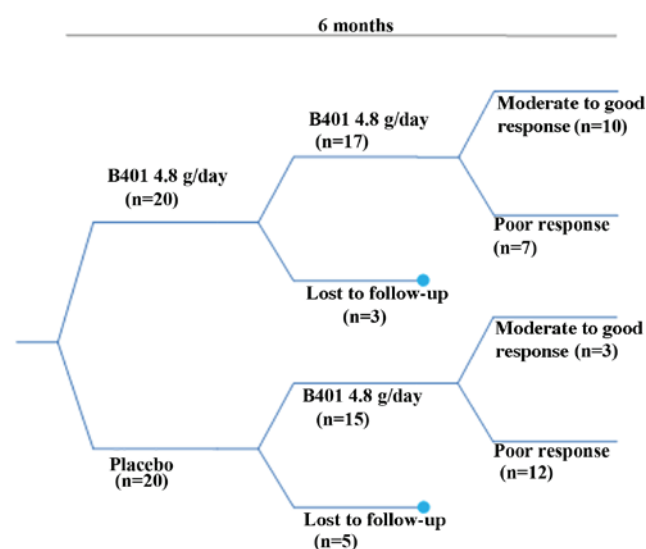 6 months
B401 4.8 g/day
(n=20)
B401 4.8 g/day
(n=17)
Moderate to good
response (n=10)
Poor response
(n=7)
Lost to follow-up
(n=3)
Placebo
(n=20)
B401 4.8 g/day
(n=15)
Moderate to good
response (n=3)
Poor response
(n=12)
Lost to follow-up
(n=5)